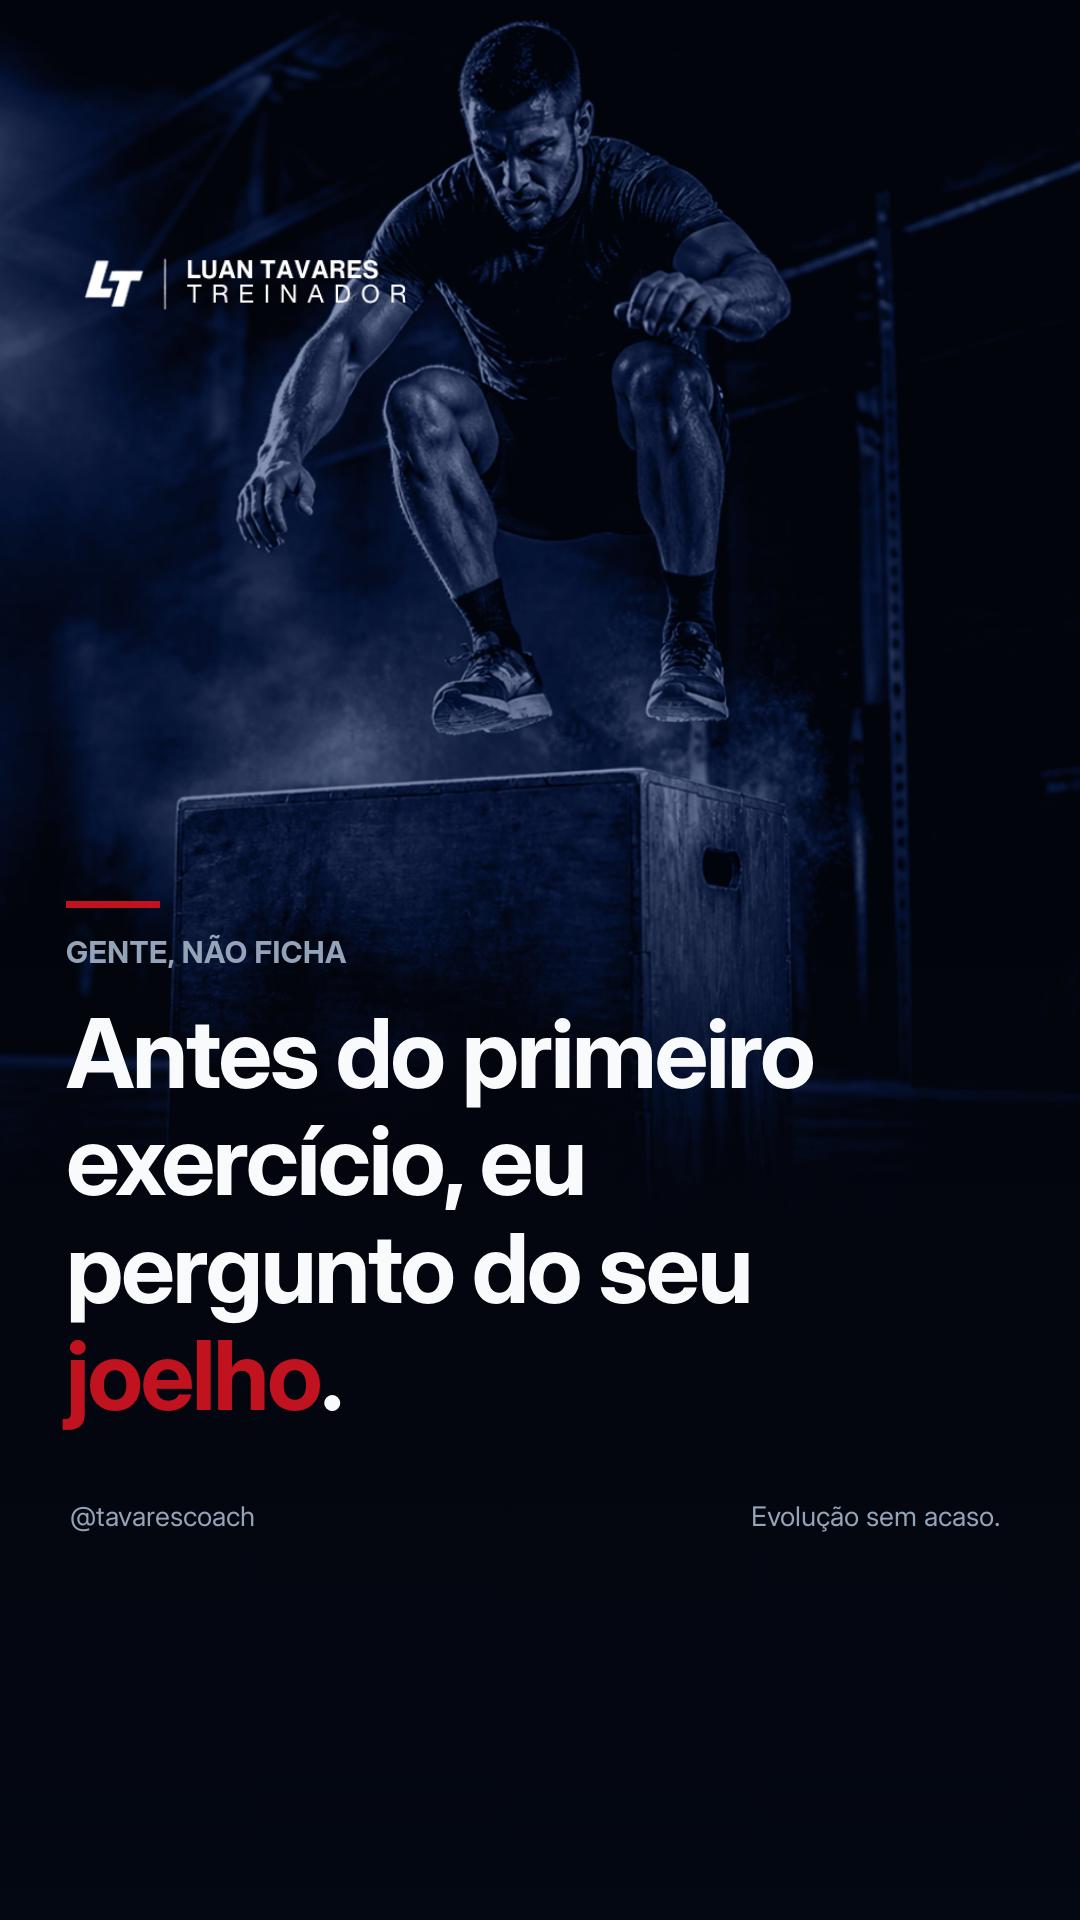 LT
LUAN TAVARES
TREINADOR
GENTE, NÃO FICHA
Antes do primeiro
exercício, eu
pergunto do seu
joelho.
@tavarescoach
Evolução sem acaso.